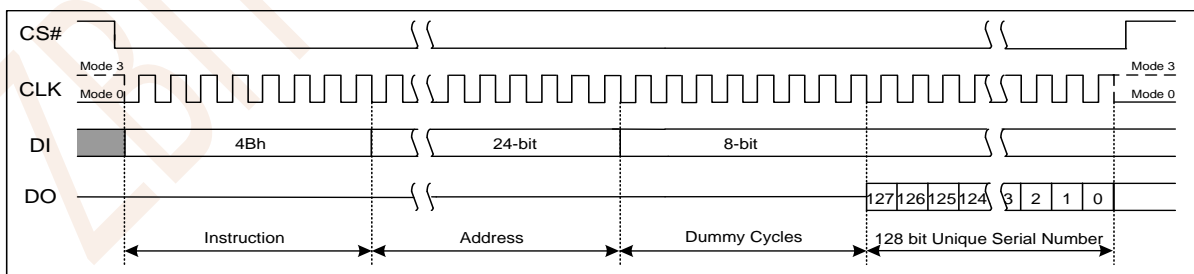 CS#
Mode 3 Mode 3
CLK
Mode 0 Mode 0
DI 4Bh 24-bit 8-bit
DO 127 126 125 124 3 2 1 0
Instruction Address Dummy Cycles 128 bit Unique Serial Number
ZBIT